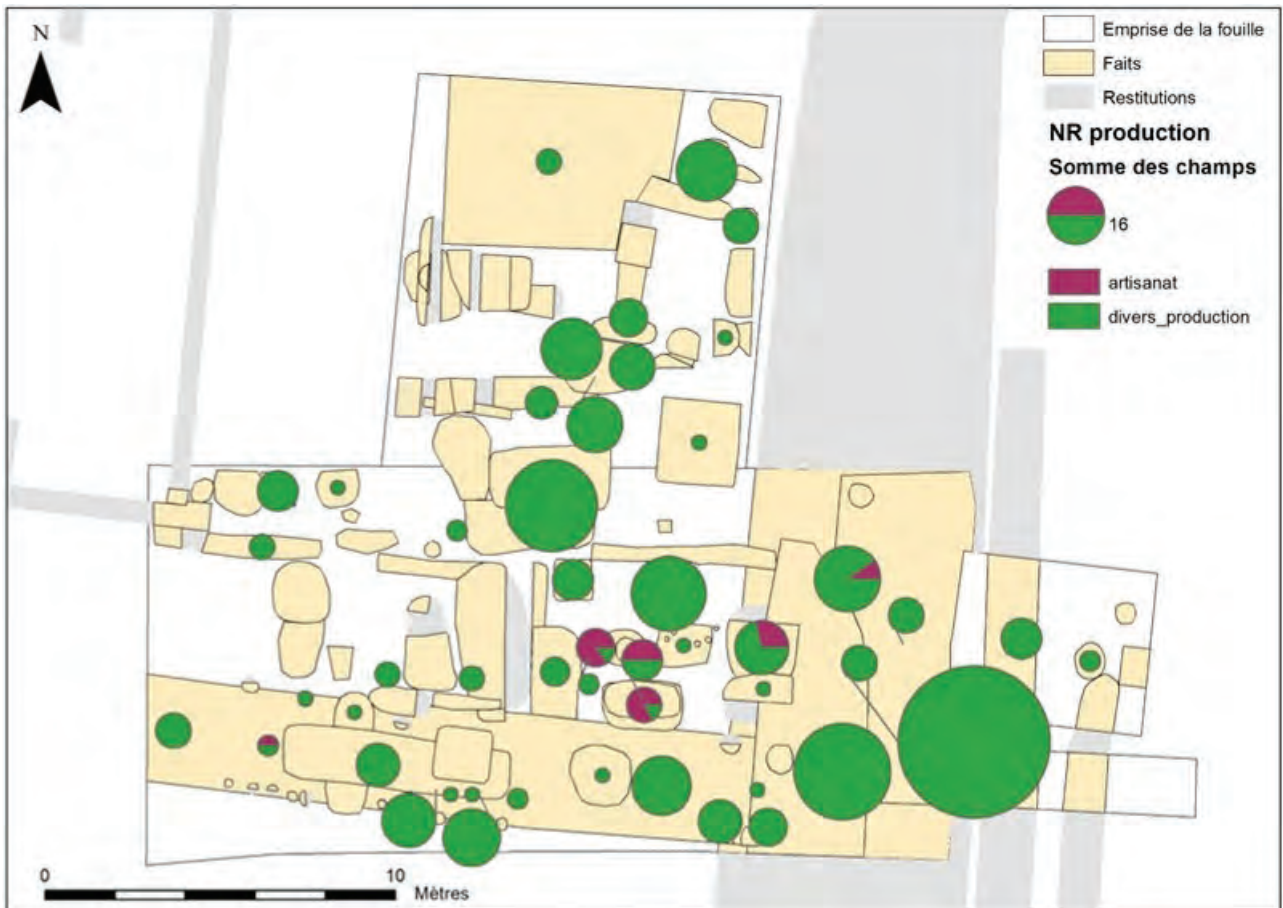 N
Emprise de la fouille
Faits
Restitutions
NR production
Somme des champs
16
artisanat
divers_production
0 10
Mètres